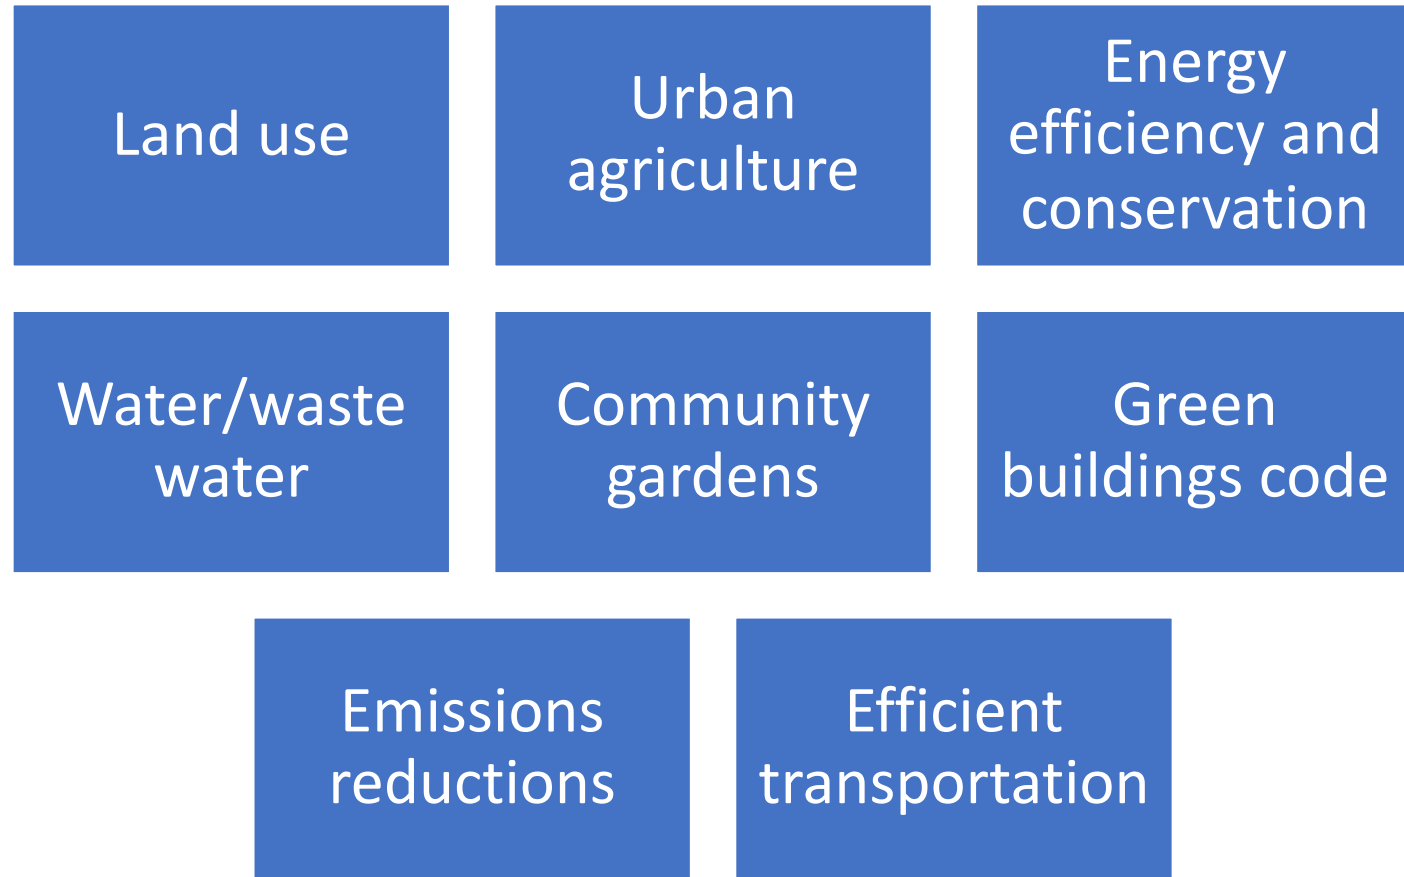 Land use
Urban
agriculture
Energy
efficiency and
conservation
Water/waste
water
Community
gardens
Green
buildings code
Emissions
reductions
Efficient
transportation